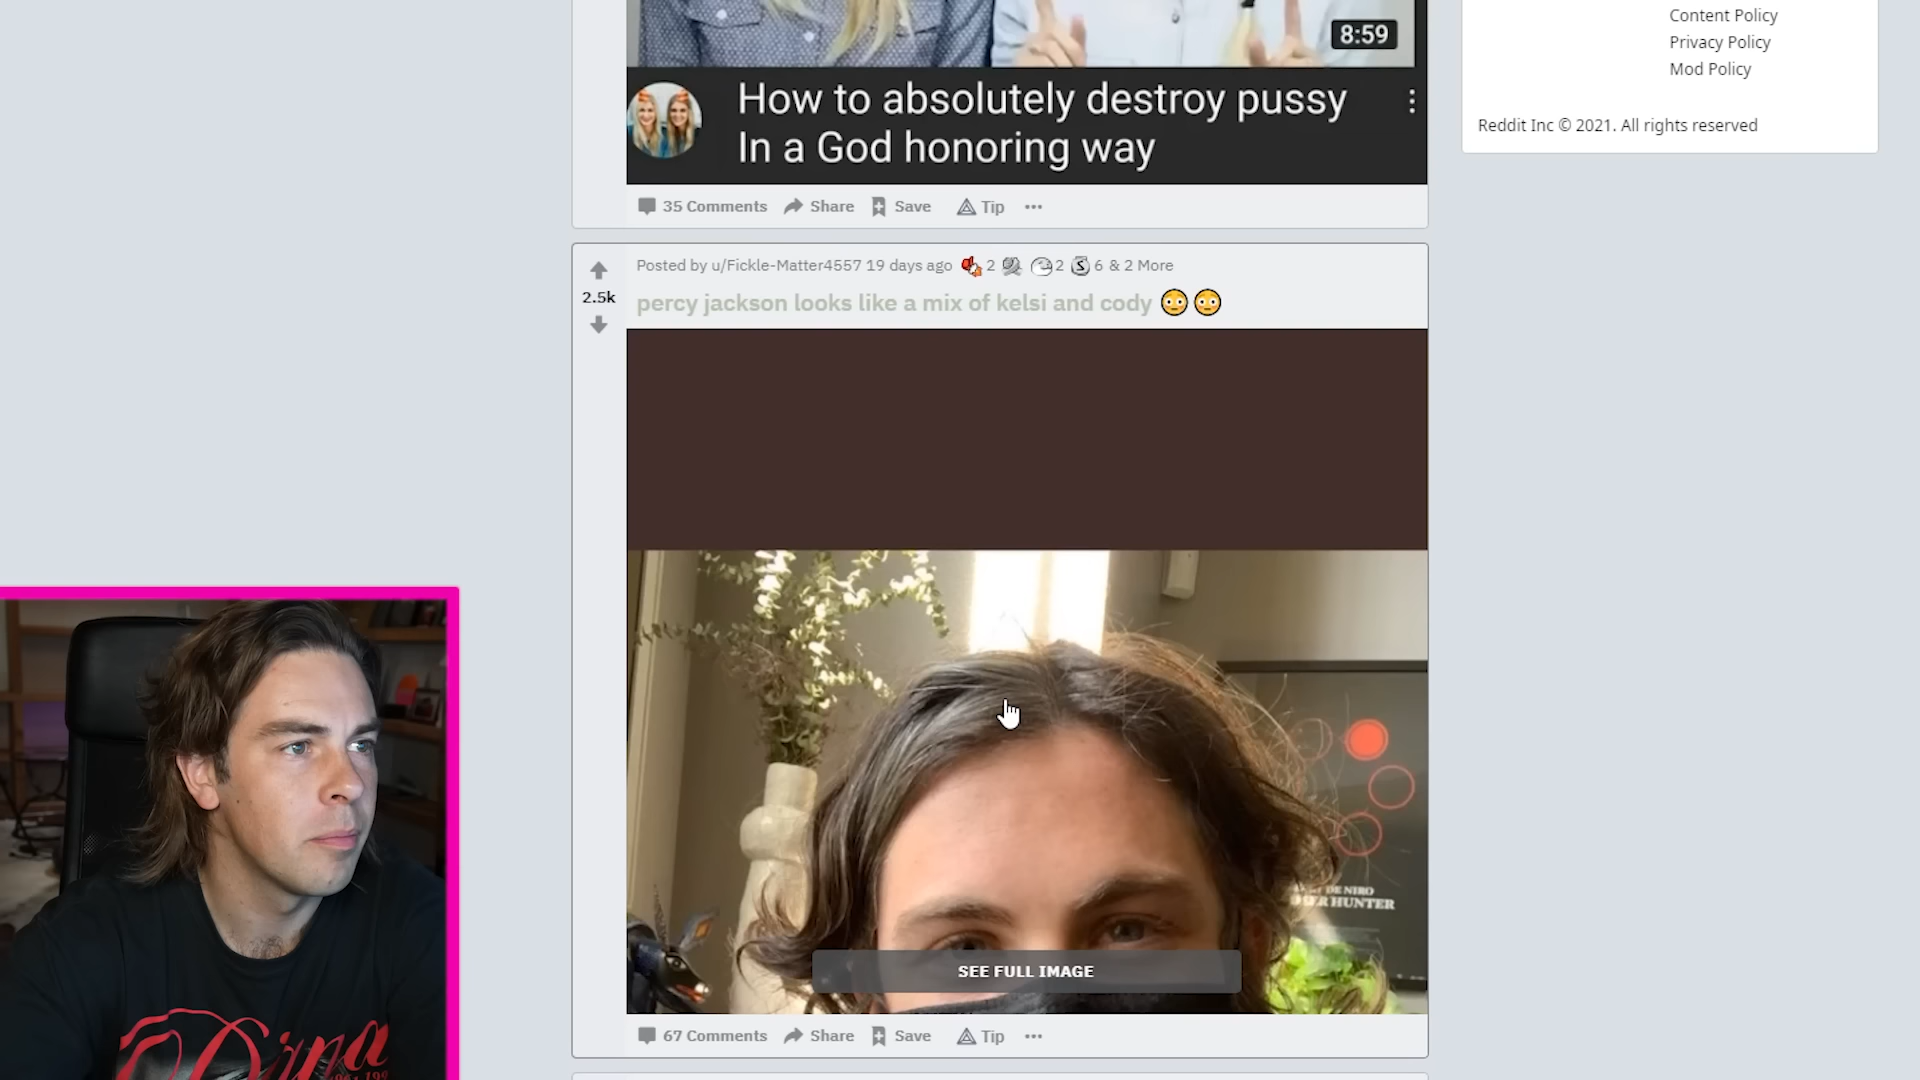 Content Policy
Privacy Policy
Mod Policy
Reddit Inc © 2021. All rights reserved
8:59
How to absolutely destroy pussy
In a God honoring way
35 Comments Share Save Tip
Posted by u/Fickle-Matter4557 19 days ago 2 2 6 & 2 More
2.5k
percy jackson looks like a mix of kelsi and cody 😳😳
DE NIRO
HUNTER
SEE FULL IMAGE
67 Comments Share Save Tip